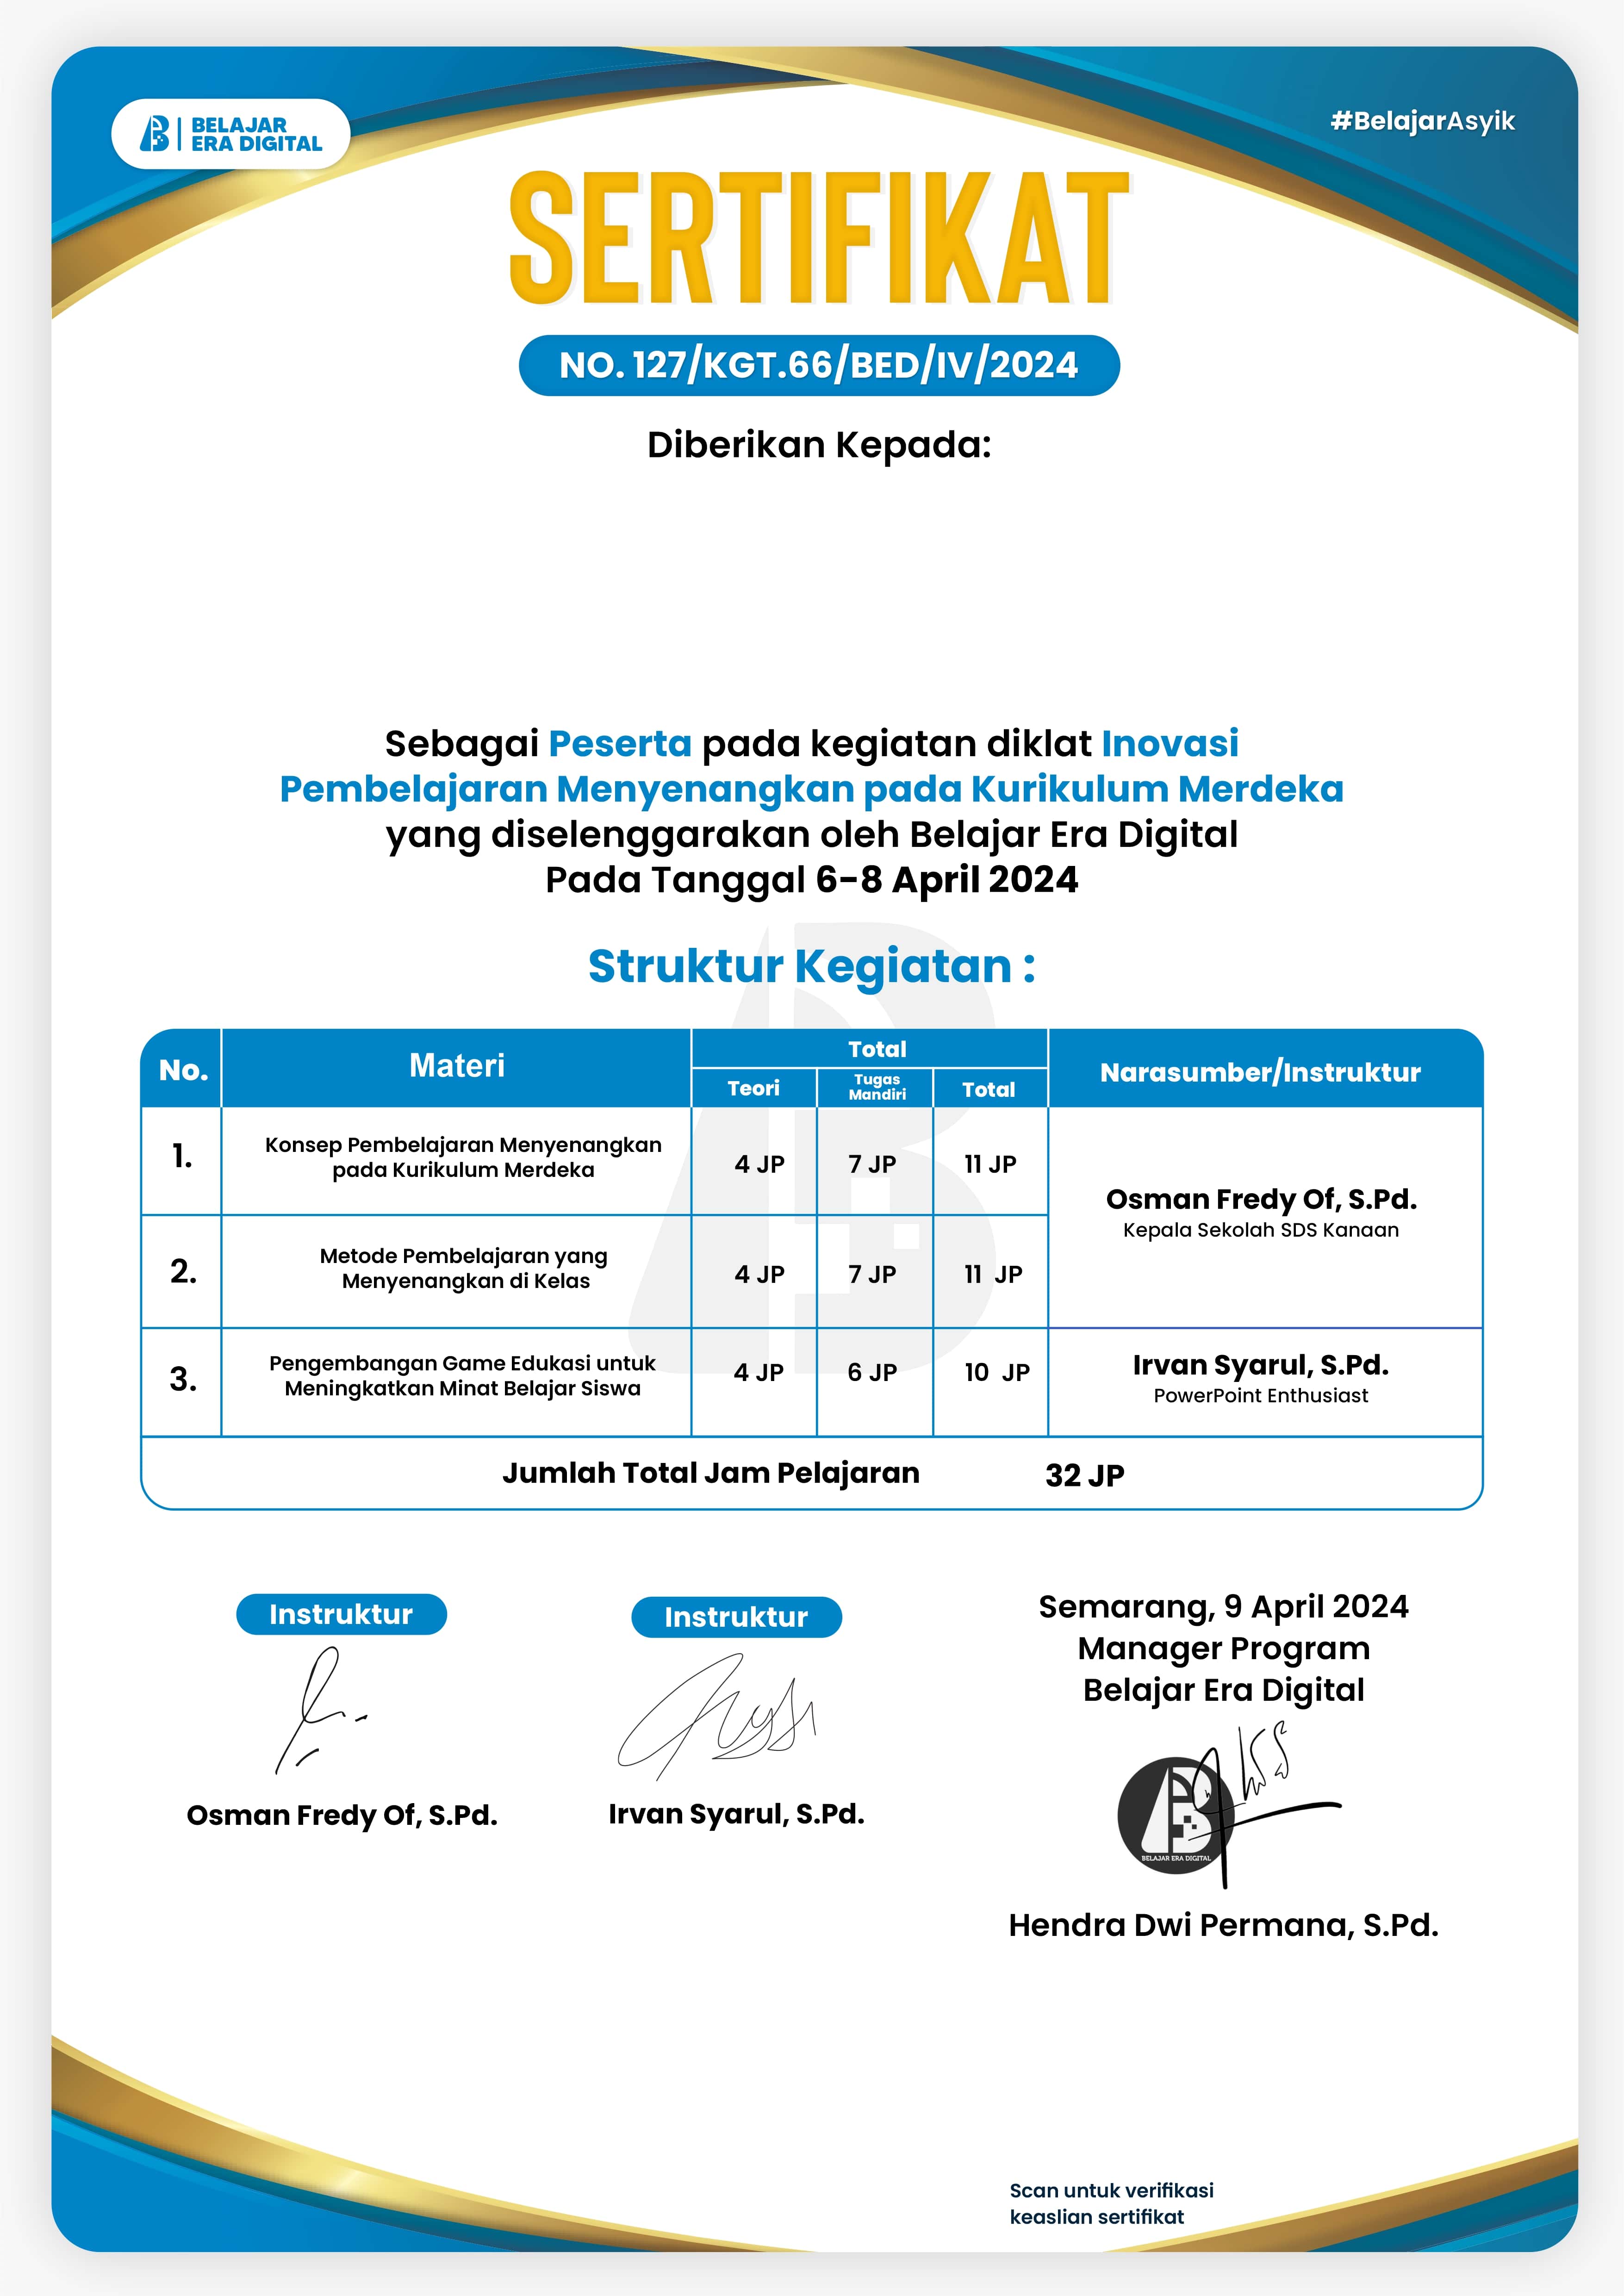 BELAJAR
ERA DIGITAL
#BelajarAsyik
SERTIFIKAT
NO. 127/KGT.66/BED/IV/2024
Diberikan Kepada:
Sebagai Peserta pada kegiatan diklat Inovasi
Pembelajaran Menyenangkan pada Kurikulum Merdeka
yang diselenggarakan oleh Belajar Era Digital
Pada Tanggal 6-8 April 2024
Struktur Kegiatan :
No. Materi Total Narasumber/Instruktur
Teori Tugas Mandiri Total
1. Konsep Pembelajaran Menyenangkan
pada Kurikulum Merdeka 4 JP 7 JP 11 JP
Osman Fredy Of, S.Pd.
Kepala Sekolah SDS Kanaan
2. Metode Pembelajaran yang
Menyenangkan di Kelas 4 JP 7 JP 11 JP
3. Pengembangan Game Edukasi untuk
Meningkatkan Minat Belajar Siswa 4 JP 6 JP 10 JP
Irvan Syarul, S.Pd.
PowerPoint Enthusiast
Jumlah Total Jam Pelajaran 32 JP
Instruktur
Osman Fredy Of, S.Pd.
Instruktur
Irvan Syarul, S.Pd.
Semarang, 9 April 2024
Manager Program
Belajar Era Digital
BELAJAR ERA DIGITAL
Hendra Dwi Permana, S.Pd.
Scan untuk verifikasi
keaslian sertifikat